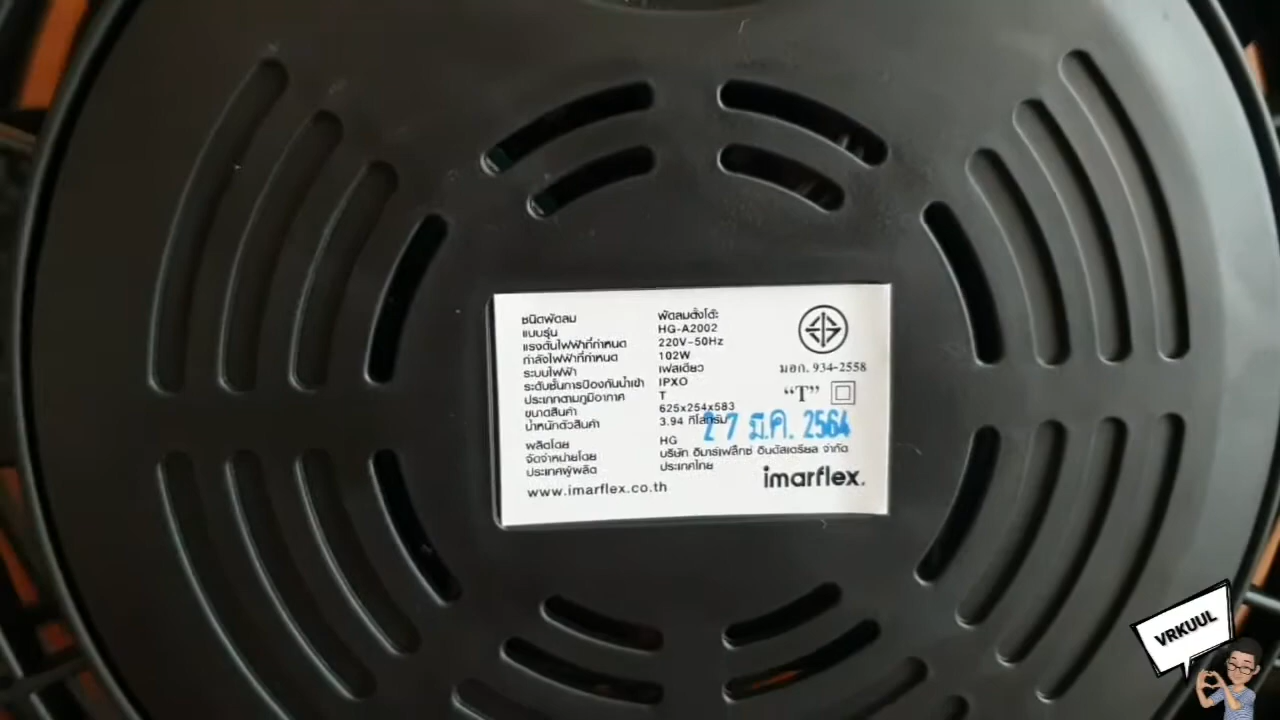 ชนิดพัดลม พัดลมตั้งโต๊ะ
แบบรุ่น HG-A2002
แรงดันไฟฟ้าที่กำหนด 220V-50Hz
กำลังไฟฟ้าที่กำหนด 102W
ระบบไฟฟ้า เฟสเดียว
ระดับชั้นการป้องกันน้ำเข้า IPXO
ประเภทตามภูมิอากาศ T
ขนาดสินค้า 625x254x583
น้ำหนักตัวสินค้า 3.94 กิโลกรัม
ผลิตโดย HG
จัดจำหน่ายโดย บริษัท อิมาร์เฟล็กซ์ อินดัสเตรียล จำกัด
ประเทศผู้ผลิต ประเทศไทย
www.imarflex.co.th
มอก. 934-2558
“T”
27 มี.ค. 2564
imarflex.
VRKUUL